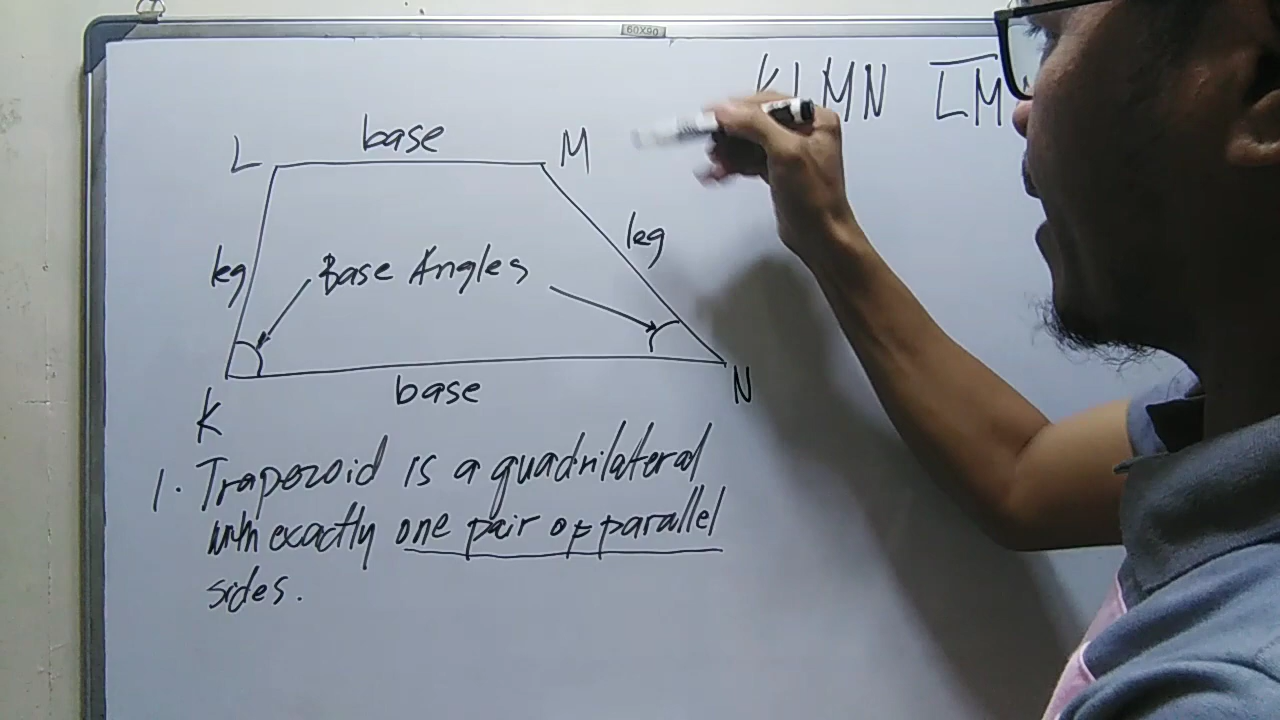 60X90
KLMN LM
base
L M
leg
leg
Base Angles
K base N
1. Trapezoid is a quadrilateral
with exactly one pair of parallel
sides.